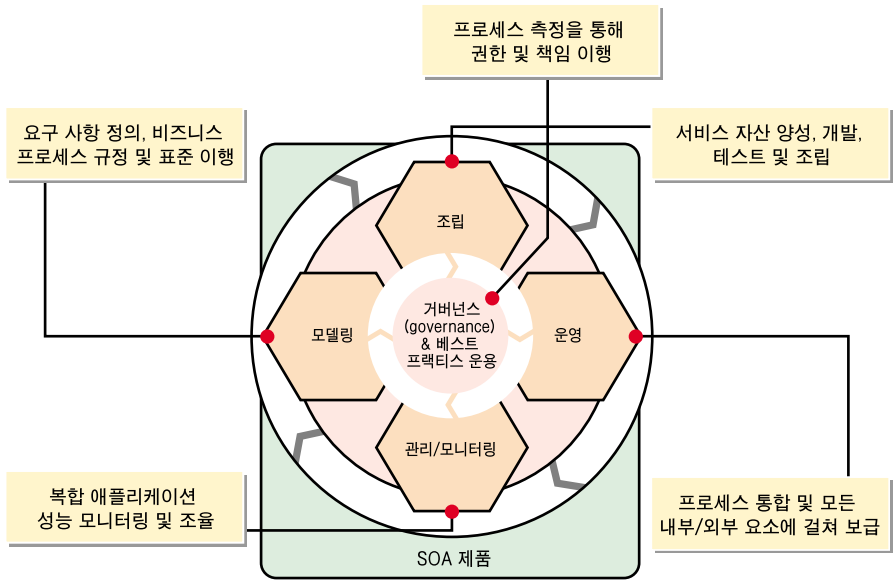 프로세스 측정을 통해
권한 및 책임 이행
요구 사항 정의, 비즈니스
프로세스 규정 및 표준 이행
서비스 자산 양성, 개발,
테스트 및 조립
조립
모델링
거버넌스
(governance)
& 베스트
프랙티스 운용
운영
관리/모니터링
복합 애플리케이션
성능 모니터링 및 조율
프로세스 통합 및 모든
내부/외부 요소에 걸쳐 보급
SOA 제품